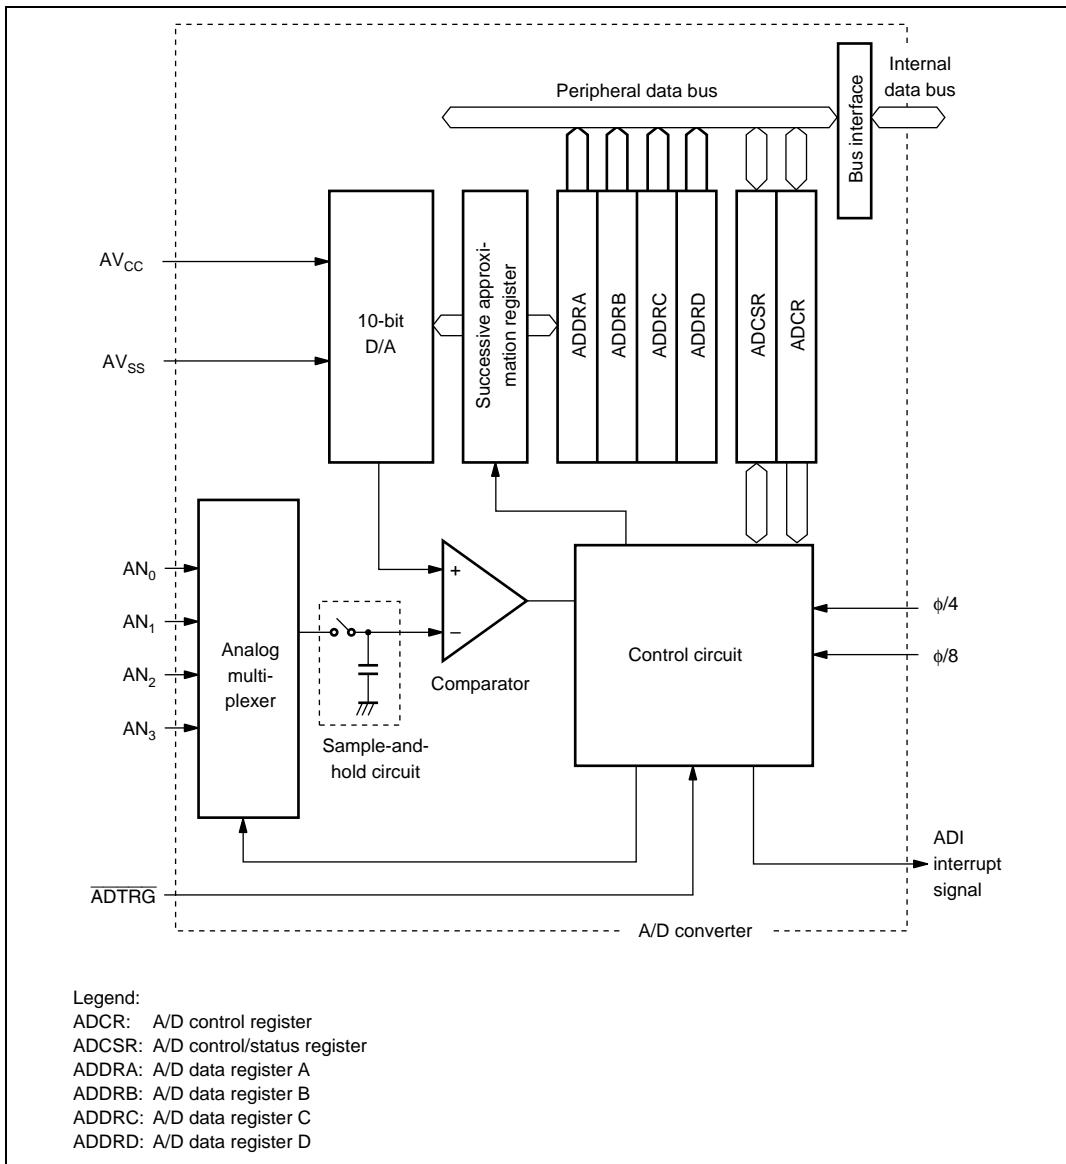 Internal
data bus
Peripheral data bus
Bus interface
AVCC
AVSS
10-bit
D/A
Successive approxi-
mation register
ADDRA
ADDRB
ADDRC
ADDRD
ADCSR
ADCR
AN0
AN1
AN2
AN3
Analog
multi-
plexer
+
−
Comparator
Sample-and-
hold circuit
Control circuit
ϕ/4
ϕ/8
ADI
interrupt
signal
ADTRG
A/D converter
Legend:
ADCR: A/D control register
ADCSR: A/D control/status register
ADDRA: A/D data register A
ADDRB: A/D data register B
ADDRC: A/D data register C
ADDRD: A/D data register D